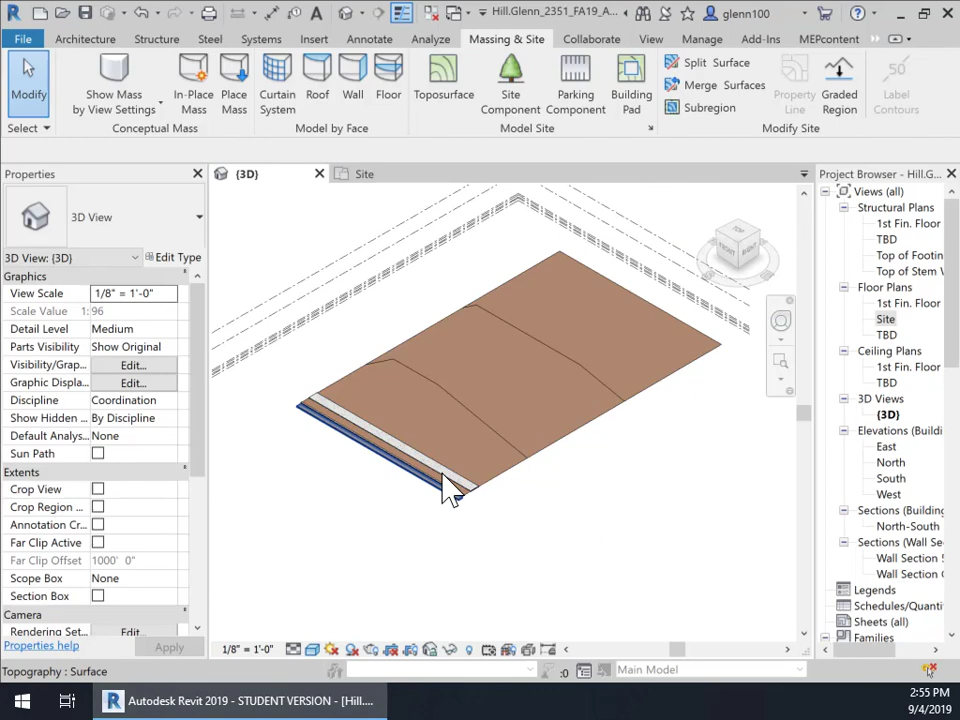 Hill.Glenn_2351_FA19_A...
glenn100
File Architecture Structure Steel Systems Insert Annotate Analyze Massing & Site Collaborate View Manage Add-Ins MEPcontent
Modify
Show Mass
by View Settings
In-Place
Mass
Place
Mass
Curtain
System
Roof
Wall
Floor
Toposurface
Site
Component
Parking
Component
Building
Pad
Split Surface
Merge Surfaces
Subregion
Property
Line
Graded
Region
50
Label
Contours
Select
Conceptual Mass
Model by Face
Model Site
Modify Site
Properties
{3D}
Site
Project Browser - Hill.G...
3D View
3D View: {3D}
Edit Type
Graphics
View Scale 1/8" = 1'-0"
Scale Value 1: 96
Detail Level Medium
Parts Visibility Show Original
Visibility/Grap... Edit...
Graphic Displa... Edit...
Discipline Coordination
Show Hidden By Discipline
Default Analys... None
Sun Path
Extents
Crop View
Crop Region ...
Annotation Cr...
Far Clip Active
Far Clip Offset 1000' 0"
Scope Box None
Section Box
Camera
Rendering Set... Edit...
Properties help
Apply
TOP
FRONT
RIGHT
Views (all)
Structural Plans
1st Fin. Floor
TBD
Top of Footin
Top of Stem
Floor Plans
1st Fin. Floor
Site
TBD
Ceiling Plans
1st Fin. Floor
TBD
3D Views
{3D}
Elevations (Buildi
East
North
South
West
Sections (Building
North-South
Sections (Wall Se
Wall Section
Wall Section
Legends
Schedules/Quanti
Sheets (all)
Families
1/8" = 1'-0"
Topography : Surface
:0
Main Model
Autodesk Revit 2019 - STUDENT VERSION - [Hill....
2:55 PM
9/4/2019